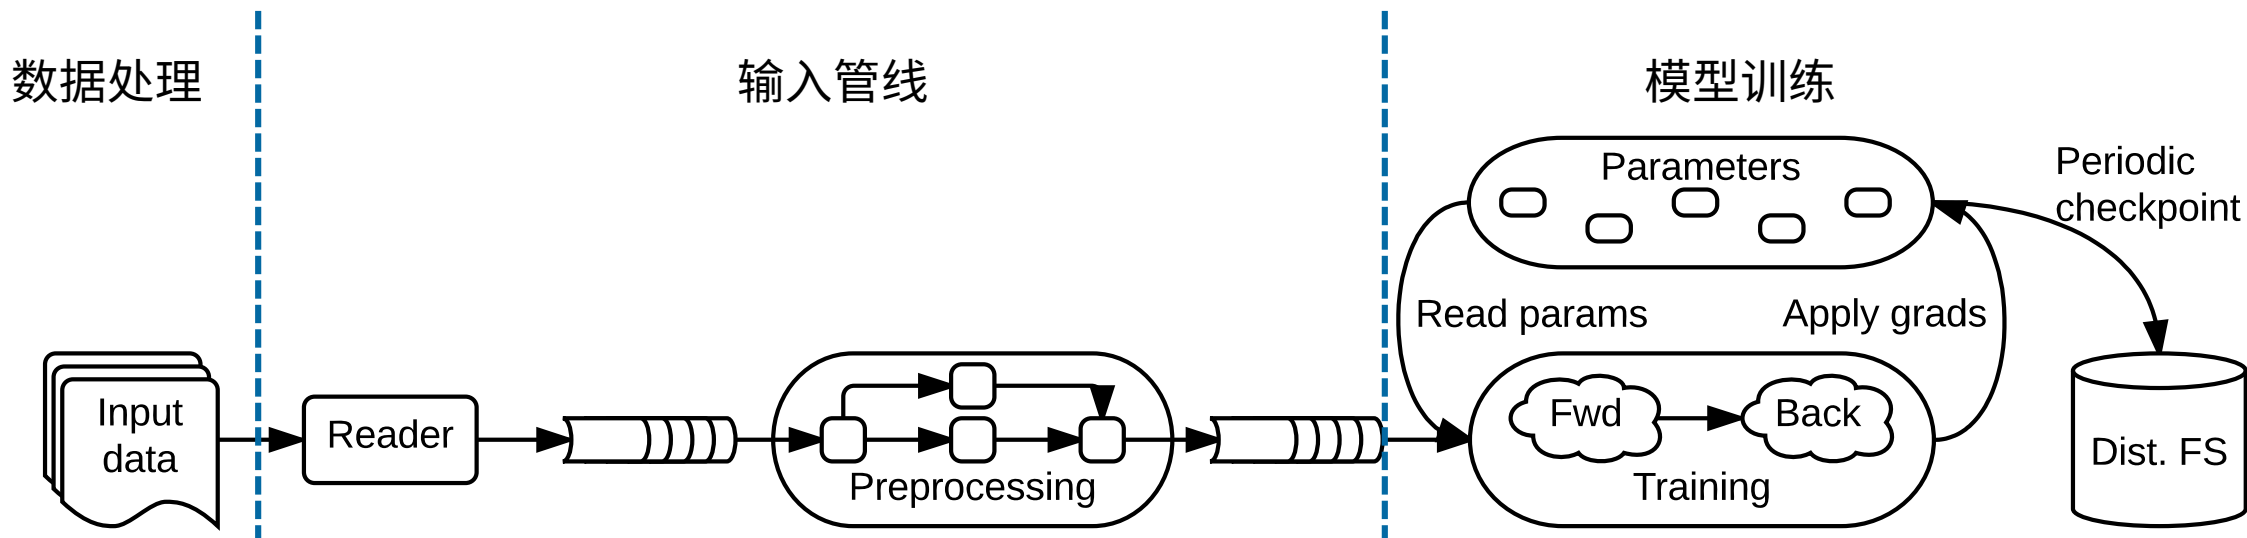 数据处理
输入管线
模型训练
Parameters
Periodic
checkpoint
Read params
Apply grads
Input
data
Reader
Preprocessing
Fwd
Back
Training
Dist. FS